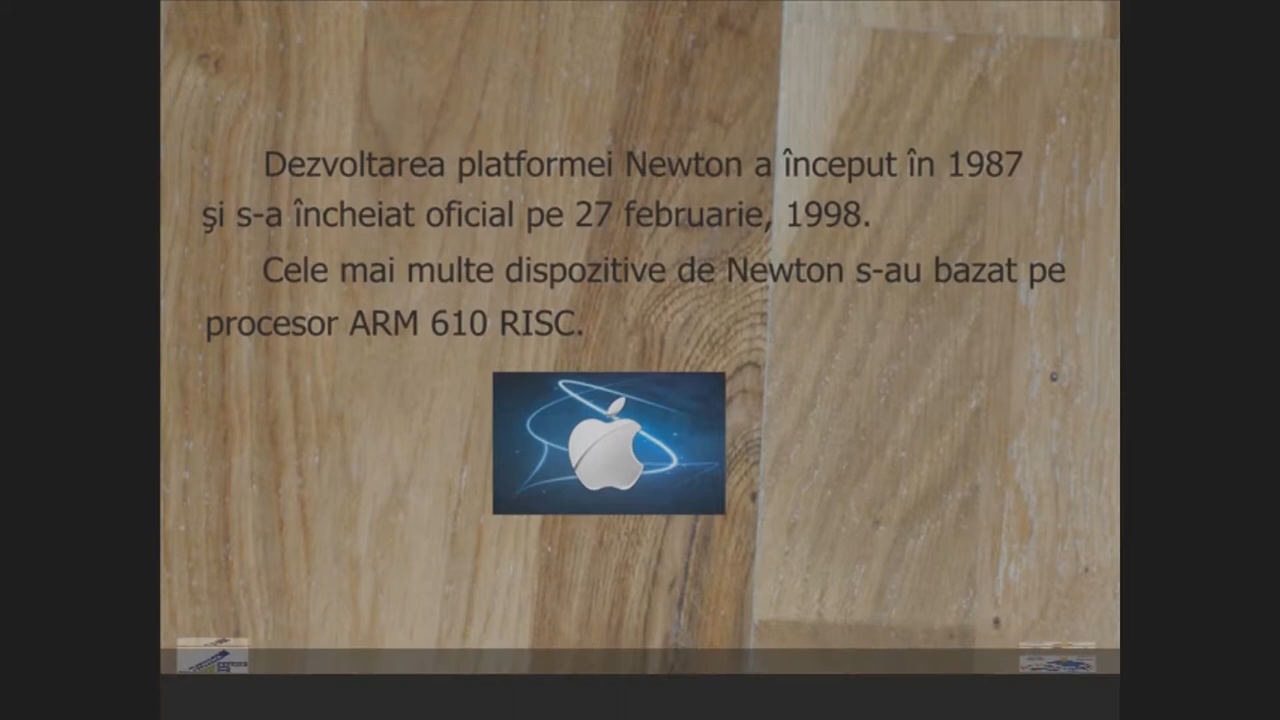 Dezvoltarea platformei Newton a început în 1987
şi s-a încheiat oficial pe 27 februarie, 1998.
Cele mai multe dispozitive de Newton s-au bazat pe
procesor ARM 610 RISC.